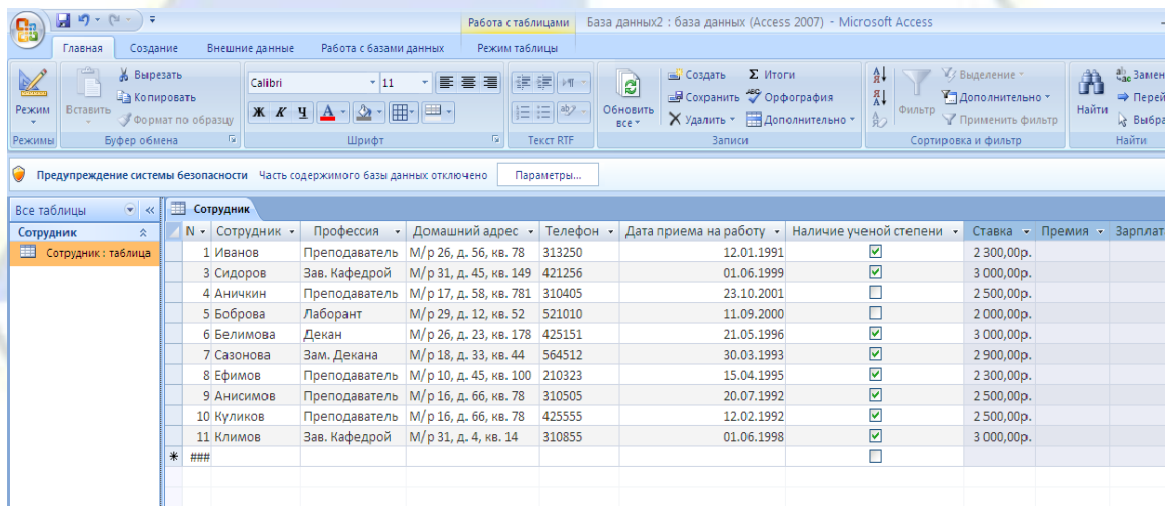 Работа с таблицами База данных2 : база данных (Access 2007) - Microsoft Access
Главная Создание Внешние данные Работа с базами данных Режим таблицы
Вырезать Calibri 11 Создать Σ Итоги Выделение Замен
Копировать Сохранить Орфография Дополнительно Перей
Режим Вставить Формат по образцу Ж К Ч А Обновить все Удалить Дополнительно Фильтр Применить фильтр Найти Выбра
Режимы Буфер обмена Шрифт Текст RTF Записи Сортировка и фильтр Найти
Предупреждение системы безопасности Часть содержимого базы данных отключено Параметры...
Все таблицы « Сотрудник
Сотрудник N Сотрудник Профессия Домашний адрес Телефон Дата приема на работу Наличие ученой степени Ставка Премия Зарплат
Сотрудник : таблица 1 Иванов Преподаватель М/р 26, д. 56, кв. 78 313250 12.01.1991 2 300,00р.
3 Сидоров Зав. Кафедрой М/р 31, д. 45, кв. 149 421256 01.06.1999 3 000,00р.
4 Аничкин Преподаватель М/р 17, д. 58, кв. 781 310405 23.10.2001 2 500,00р.
5 Боброва Лаборант М/р 29, д. 12, кв. 52 521010 11.09.2000 2 000,00р.
6 Белимова Декан М/р 26, д. 23, кв. 178 425151 21.05.1996 3 000,00р.
7 Сазонова Зам. Декана М/р 18, д. 33, кв. 44 564512 30.03.1993 2 900,00р.
8 Ефимов Преподаватель М/р 10, д. 45, кв. 100 210323 15.04.1995 2 300,00р.
9 Анисимов Преподаватель М/р 16, д. 66, кв. 78 310505 20.07.1992 2 500,00р.
10 Куликов Преподаватель М/р 16, д. 66, кв. 78 425555 12.02.1992 2 500,00р.
11 Климов Зав. Кафедрой М/р 31, д. 4, кв. 14 310855 01.06.1998 3 000,00р.
* ###